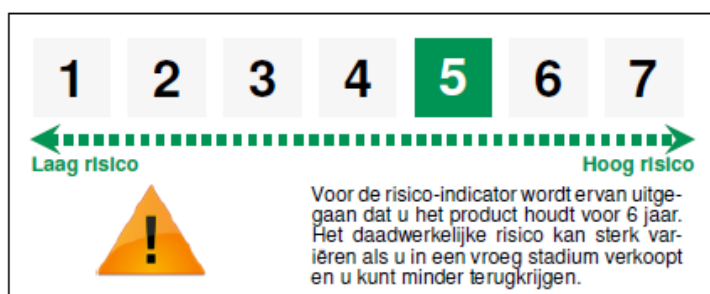 1 2 3 4 5 6 7
Laag risico Hoog risico
!
Voor de risico-indicator wordt ervan uitge-
gaan dat u het product houdt voor 6 jaar.
Het daadwerkelijke risico kan sterk var-
iëren als u in een vroeg stadium verkoopt
en u kunt minder terugkrijgen.